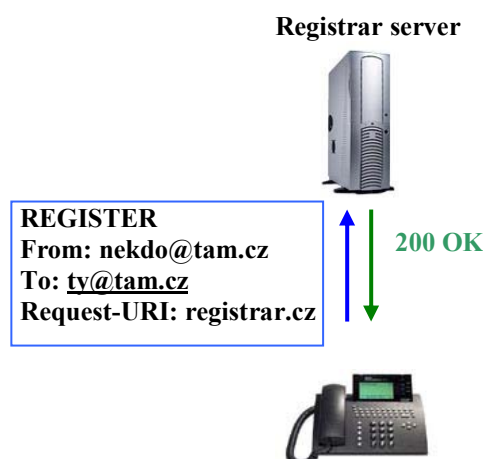 Registrar server
REGISTER
From: nekdo@tam.cz
To: ty@tam.cz
Request-URI: registrar.cz
200 OK